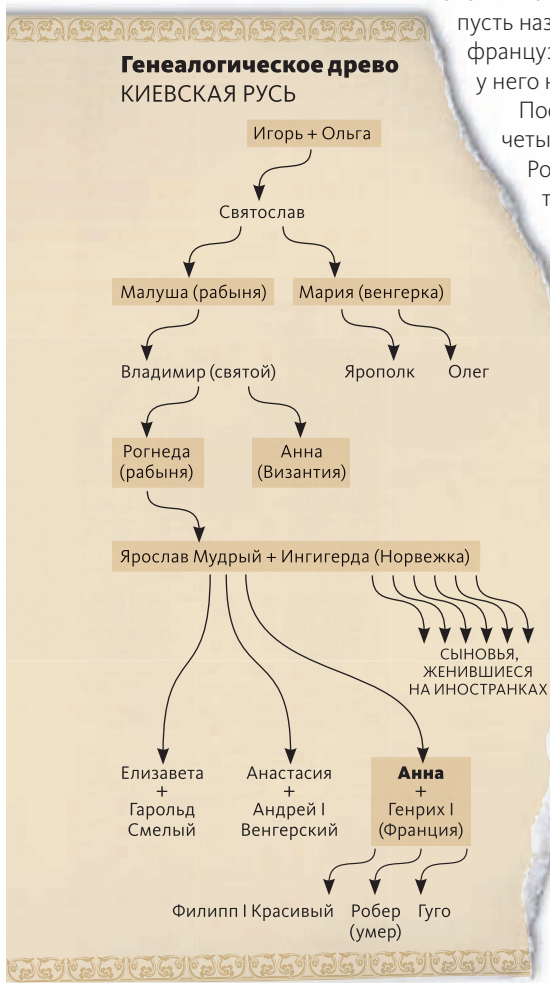 пусть наз
француз
у него н
Пос
четы
Ро
т
Генеалогическое древо
КИЕВСКАЯ РУСЬ
Игорь + Ольга
Святослав
Малуша (рабыня) Мария (венгерка)
Владимир (святой) Ярополк Олег
Рогнеда Анна
(рабыня) (Византия)
Ярослав Мудрый + Ингигерда (Норвежка)
СЫНОВЬЯ,
ЖЕНИВШИЕСЯ
НА ИНОСТРАНКАХ
Елизавета Анастасия Анна
+ + +
Гарольд Андрей I Генрих I
Смелый Венгерский (Франция)
Филипп I Красивый Робер Гуго
(умер)